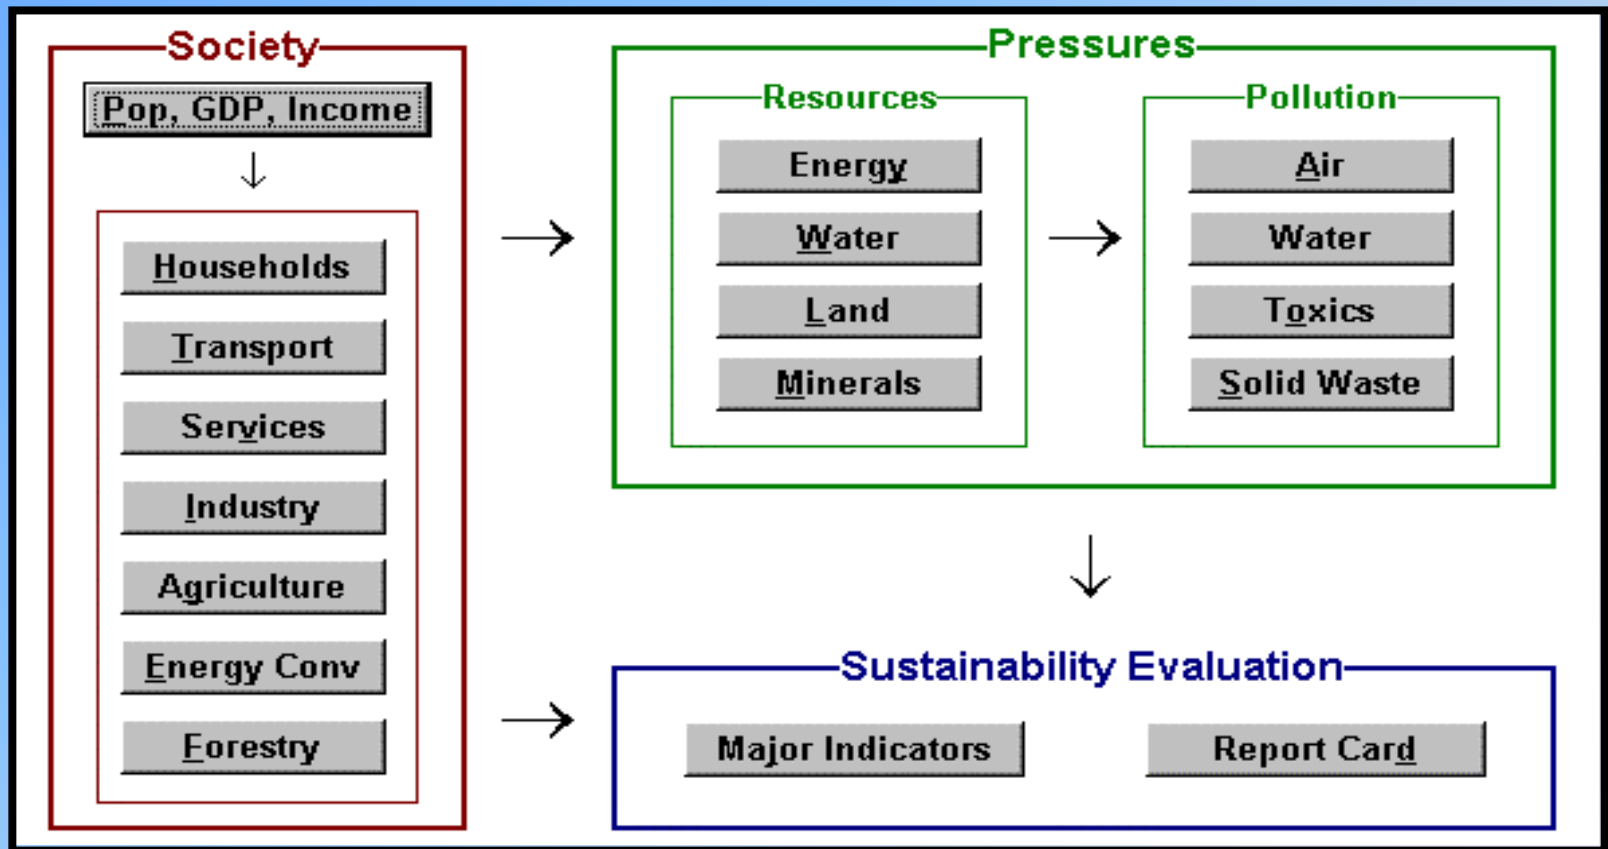 Society
Pop, GDP, Income
Households
Transport
Services
Industry
Agriculture
Energy Conv
Forestry
Pressures
Resources
Energy
Water
Land
Minerals
Pollution
Air
Water
Toxics
Solid Waste
Sustainability Evaluation
Major Indicators
Report Card